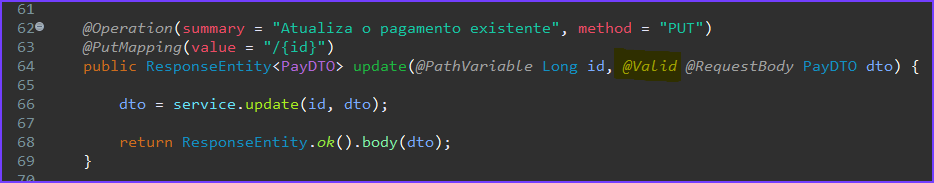 61
62 @Operation(summary = "Atualiza o pagamento existente", method = "PUT")
63 @PutMapping(value = "/{id}")
64 public ResponseEntity<PayDTO> update(@PathVariable Long id, @Valid @RequestBody PayDTO dto) {
65
66 dto = service.update(id, dto);
67
68 return ResponseEntity.ok().body(dto);
69 }
70